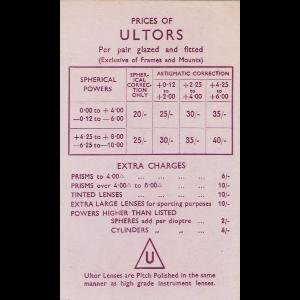 PRICES OF
ULTORS
Per pair glazed and fitted
(Exclusive of Frames and Mounts)
SPHERICAL POWERS SPHER-ICAL CORREC-TION ONLY ASTIGMATIC CORRECTION
+0·12 to +2·00 +2·25 to +4·00 +4·25 to +6·00
0·00 to + 4·00
—0·12 to — 6·00 20/- 25/- 30/- 35/-
+4·25 to + 8·00
—6·25 to—10·00 25/- 30/- 35/- 40/-
EXTRA CHARGES
PRISMS to 4·00△ ... ... ... 6/-
PRISMS over 4·00△ to 8·00△ ... 10/-
TINTED LENSES ... ... ... 10/-
EXTRA LARGE LENSES for sporting purposes 10/-
POWERS HIGHER THAN LISTED
SPHERES add per dioptre ... 2/-
CYLINDERS „ „ ... 4/-
U
Ultor Lenses are Pitch Polished in the same
manner as high grade instrument lenses.